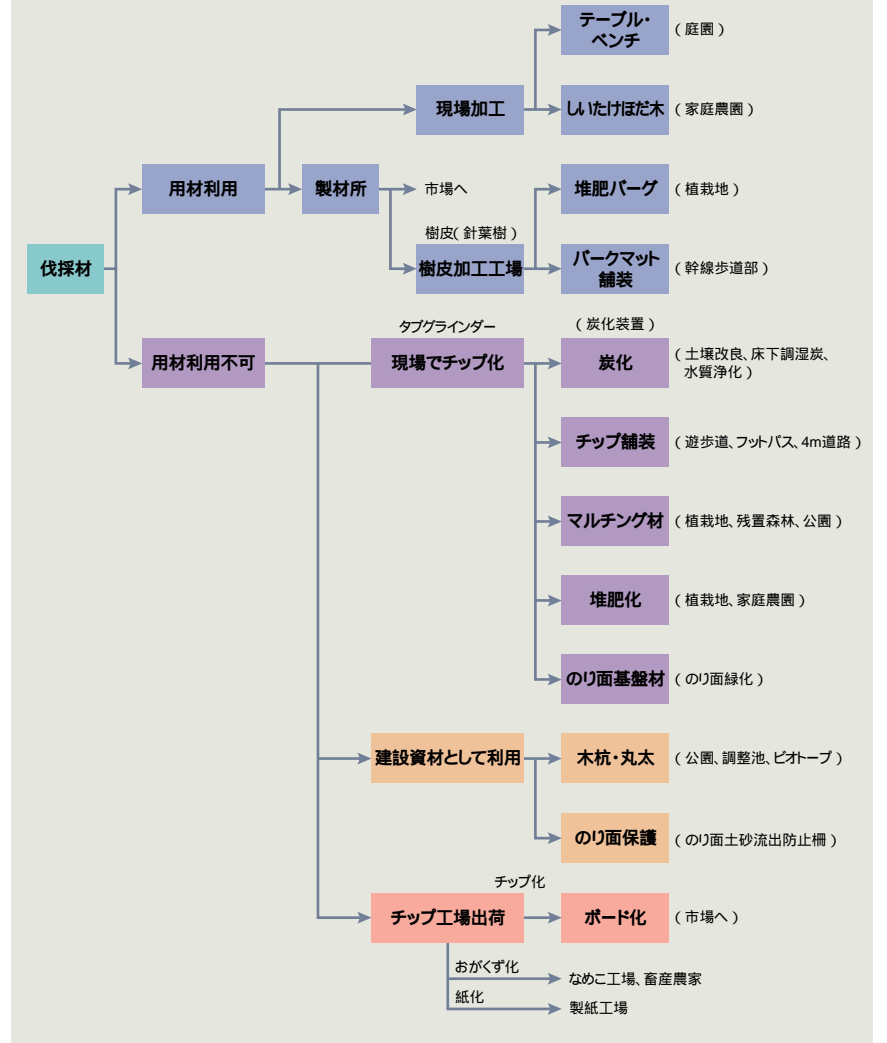 テーブル・
ベンチ
( 庭園 )
現場加工
しいたけほだ木
( 家庭農園 )
用材利用
製材所
市場へ
堆肥バーグ
( 植栽地 )
樹皮( 針葉樹 )
伐採材
樹皮加工工場
バークマット
舗装
( 幹線歩道部 )
タブグラインダー
( 炭化装置 )
用材利用不可
現場でチップ化
炭化
( 土壌改良、床下調湿炭、
水質浄化 )
チップ舗装
( 遊歩道、フットパス、4m道路 )
マルチング材
( 植栽地、残置森林、公園 )
堆肥化
( 植栽地、家庭農園 )
のり面基盤材
( のり面緑化 )
建設資材として利用
木杭・丸太
( 公園、調整池、ビオトープ )
のり面保護
( のり面土砂流出防止柵 )
チップ化
チップ工場出荷
ボード化
( 市場へ )
おがくず化
なめこ工場、畜産農家
紙化
製紙工場